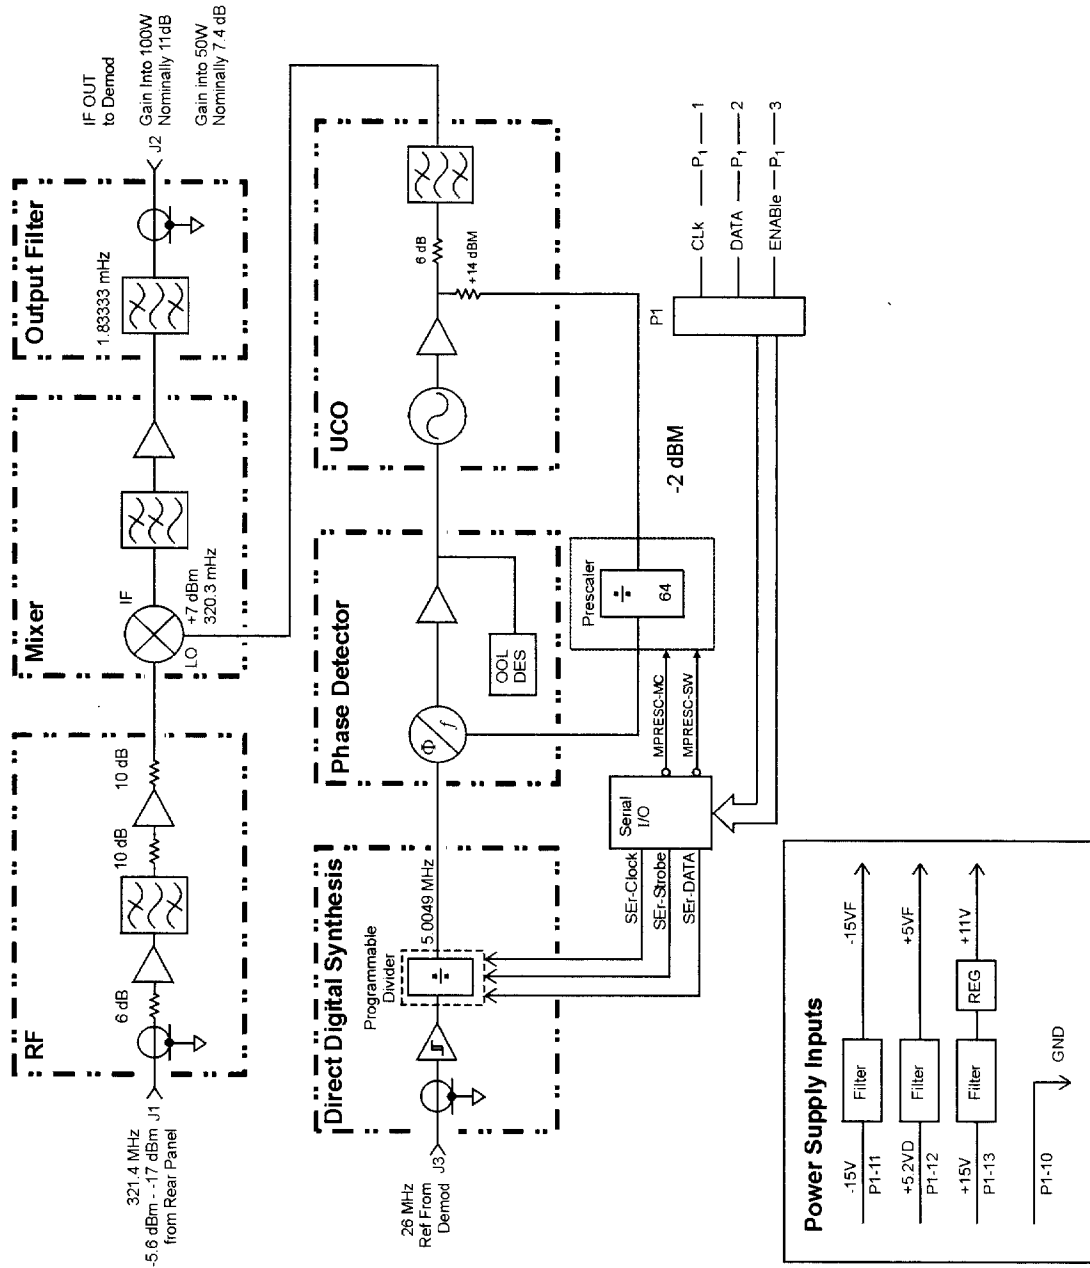 RF
321.4 MHz
-5.6 dBm - -17 dBm
from Rear Panel
J1
6 dB
10 dB
10 dB
Mixer
IF
LO
+7 dBm
320.3 mHz
Output Filter
1.83333 mHz
J2
IF OUT
to Demod
Gain Into 100W
Nominally 11dB
Gain into 50W
Nominally 7.4 dB
Direct Digital Synthesis
26 MHz
Ref From
Demod
J3
Programmable
Divider
÷
5.0049 MHz
Phase Detector
Φ
f
OOL
DES
UCO
6 dB
+14 dBM
Prescaler
÷
64
-2 dBM
MPRESC-MC
MPRESC-SW
Serial
I/O
SEr-Clock
SEr-Strobe
SEr-DATA
P1
CLk P1 1
DATA P1 2
ENABle P1 3
Power Supply Inputs
-15V
P1-11
Filter
-15VF
+5.2VD
P1-12
Filter
+5VF
+15V
P1-13
Filter
REG
+11V
P1-10
GND